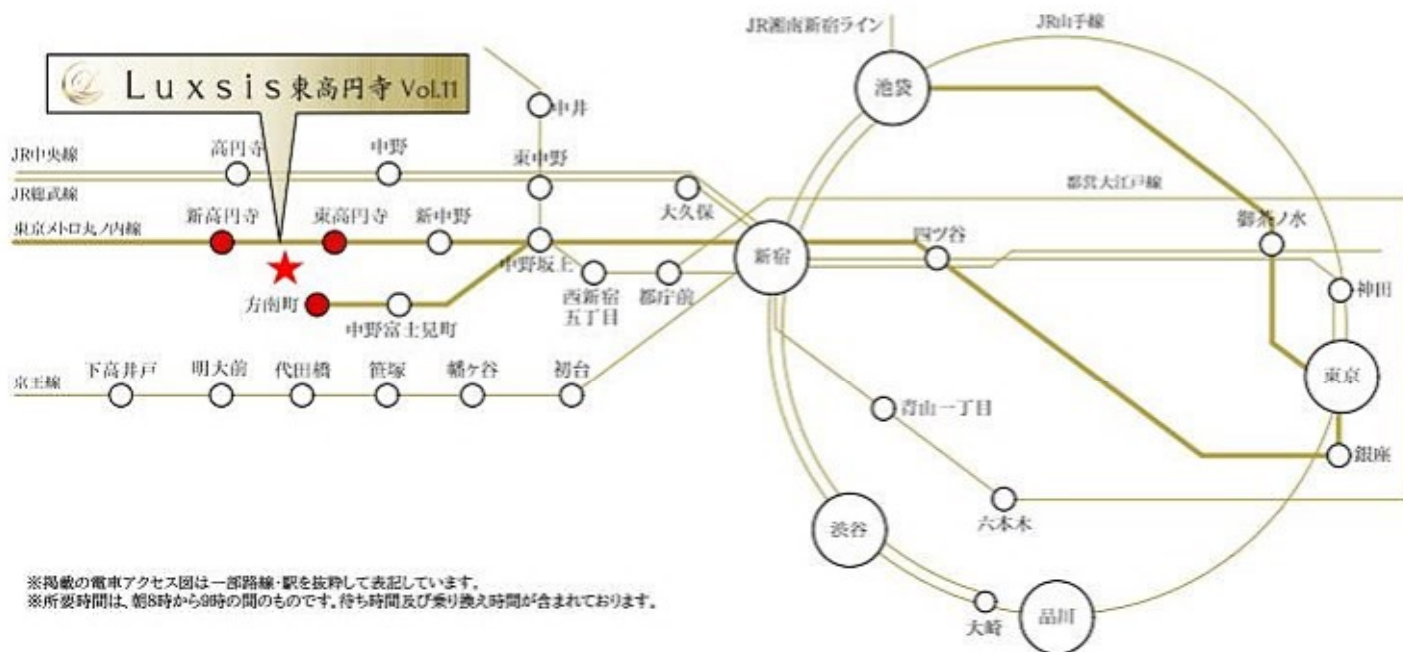 JR湘南新宿ライン
JR山手線
池袋
Luxsis東高円寺 Vol.11
中井
JR中央線
高円寺
中野
東中野
JR総武線
大久保
都営大江戸線
新高円寺
東高円寺
新中野
東京メトロ丸ノ内線
中野坂上
新宿
四ツ谷
御茶ノ水
西新宿
五丁目
都庁前
神田
方南町
中野富士見町
東京
京王線
下高井戸
明大前
代田橋
笹塚
幡ヶ谷
初台
青山一丁目
銀座
六本木
渋谷
大崎
品川
※掲載の電車アクセス図は一部路線・駅を抜粋して表記しています。
※所要時間は、朝8時から9時の間のものです。待ち時間及び乗り換え時間が含まれております。